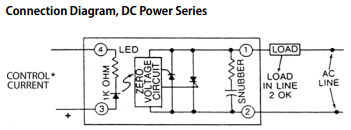 Connection Diagram, DC Power Series
4
LED
1
LOAD
CONTROL*
CURRENT
1K OHM
ZERO
VOLTAGE
CIRCUIT
SNUBBER
LOAD
IN LINE
2 OK
AC
LINE
3
2
+